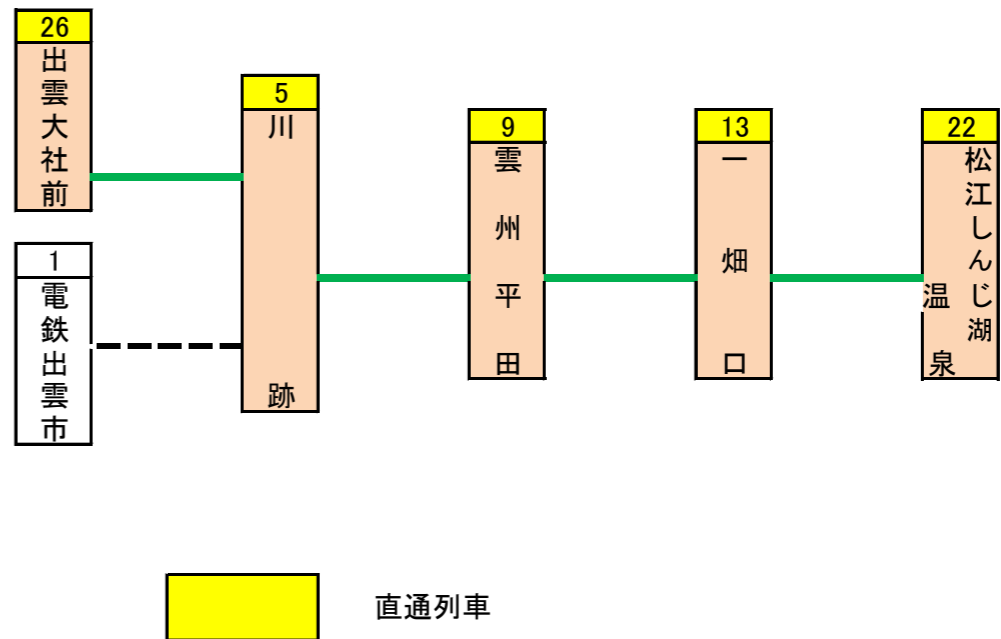 26
出雲大社前
1
電鉄出雲市
5
川跡
9
雲州平田
13
一畑口
22
松江しんじ湖
温泉
直通列車